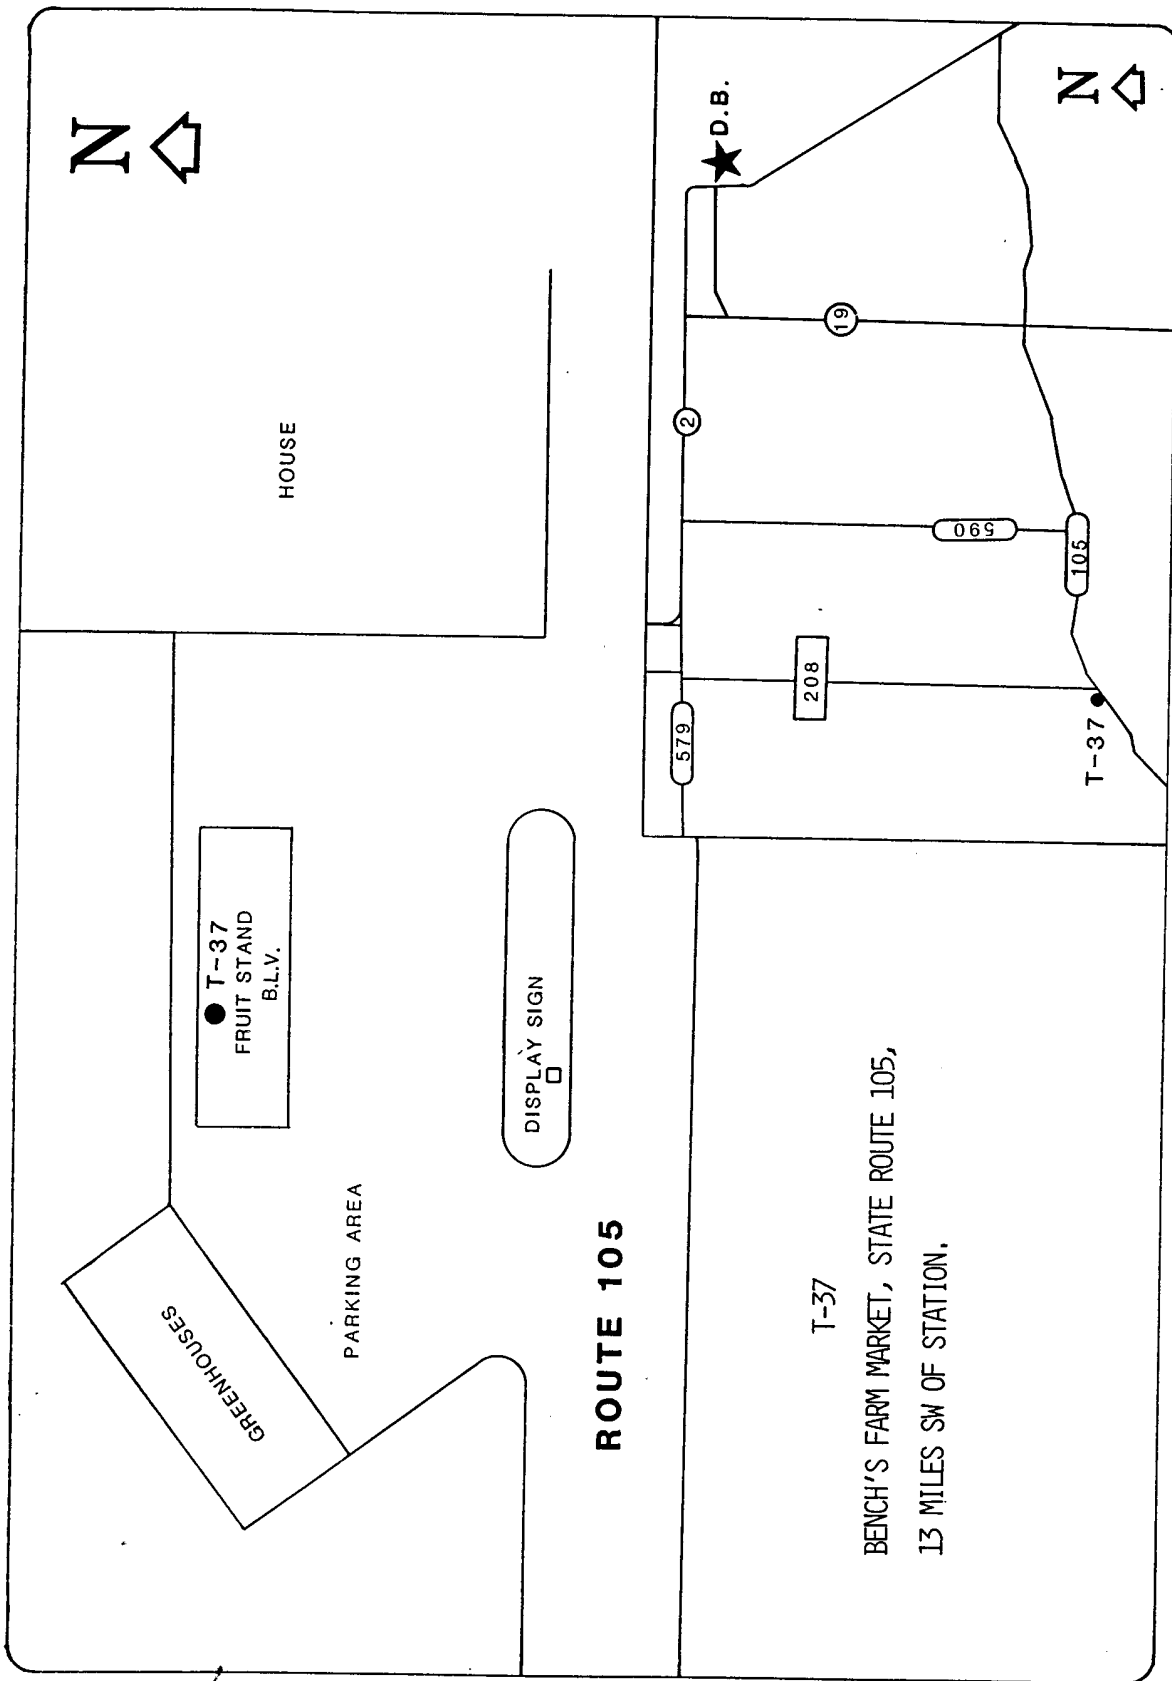 N
HOUSE
T-37
FRUIT STAND
B.L.V.
GREENHOUSES
PARKING AREA
DISPLAY SIGN
ROUTE 105
T-37
BENCH'S FARM MARKET, STATE ROUTE 105,
13 MILES SW OF STATION.
N
D.B.
2
19
579
590
208
105
T-37